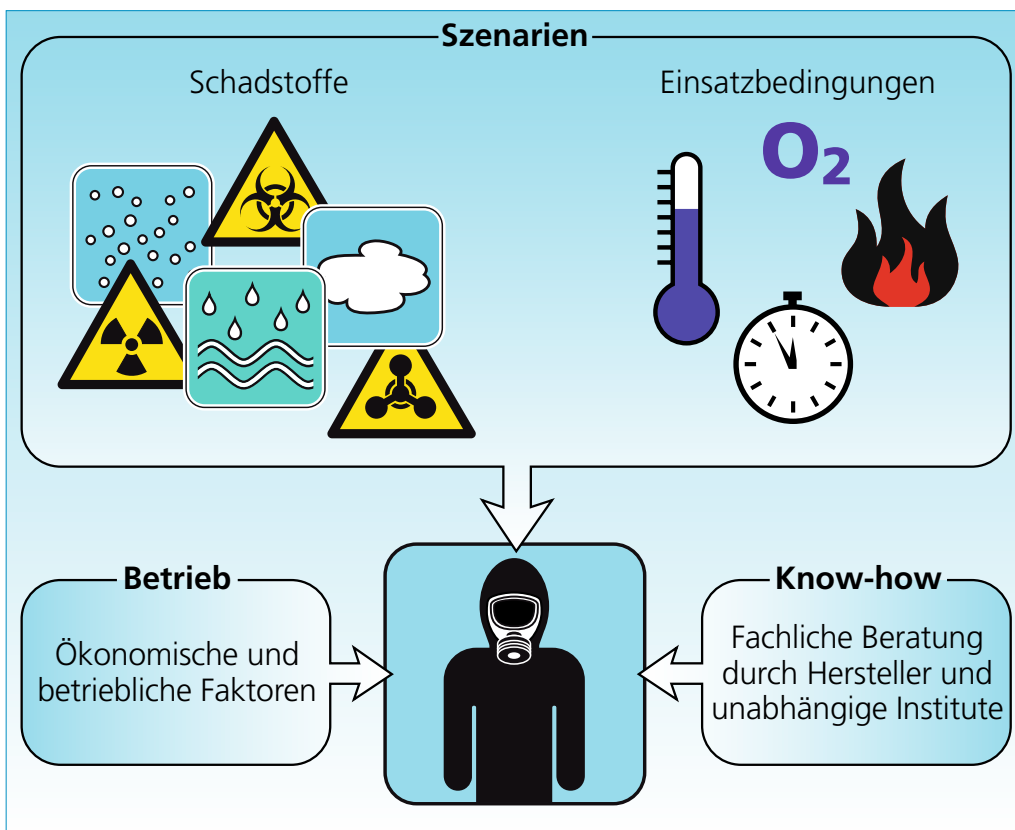 Szenarien
Schadstoffe
Einsatzbedingungen
O₂
Betrieb
Ökonomische und
betriebliche Faktoren
Know-how
Fachliche Beratung
durch Hersteller und
unabhängige Institute